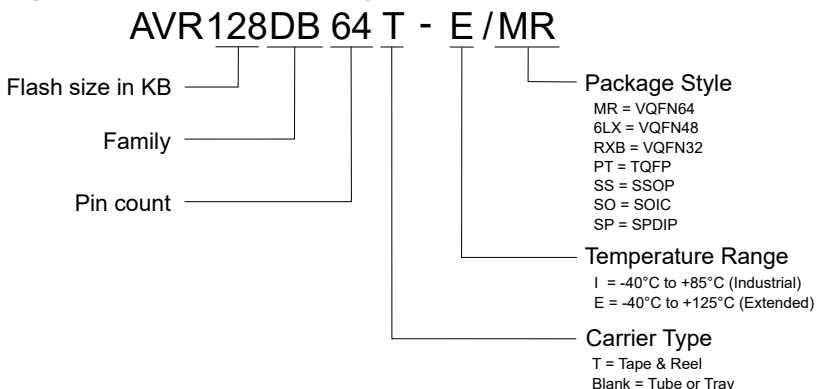 AVR128DB64T - E/MR
Flash size in KB
Family
Pin count
Package Style
MR = VQFN64
6LX = VQFN48
RXB = VQFN32
PT = TQFP
SS = SSOP
SO = SOIC
SP = SPDIP
Temperature Range
I = -40°C to +85°C (Industrial)
E = -40°C to +125°C (Extended)
Carrier Type
T = Tape & Reel
Blank = Tube or Tray